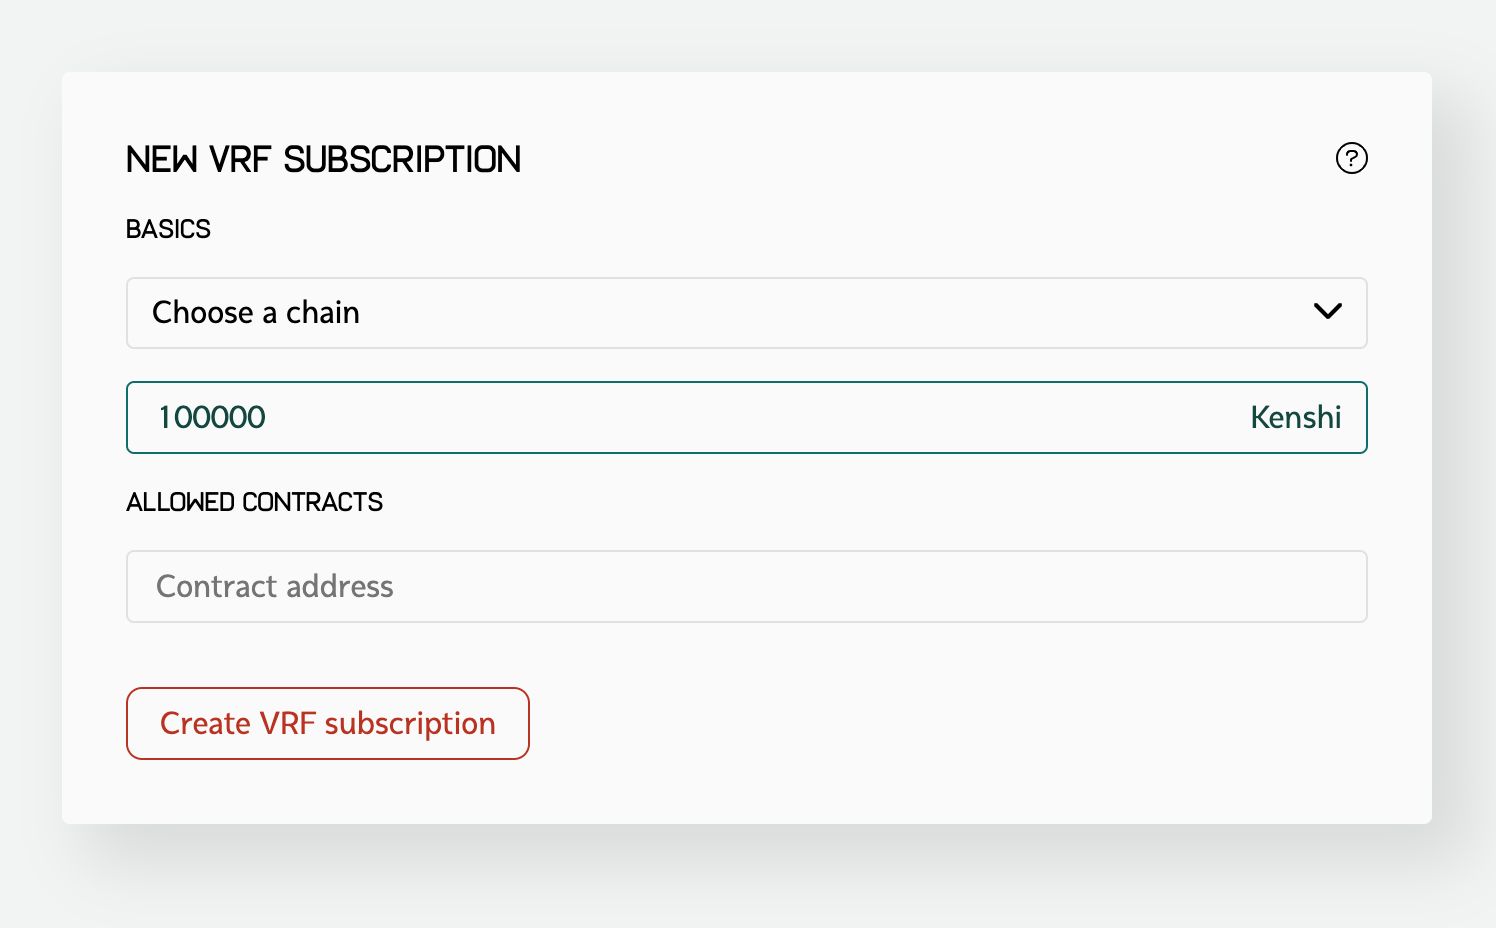 NEW VRF SUBSCRIPTION
?
BASICS
Choose a chain
100000 Kenshi
ALLOWED CONTRACTS
Contract address
Create VRF subscription